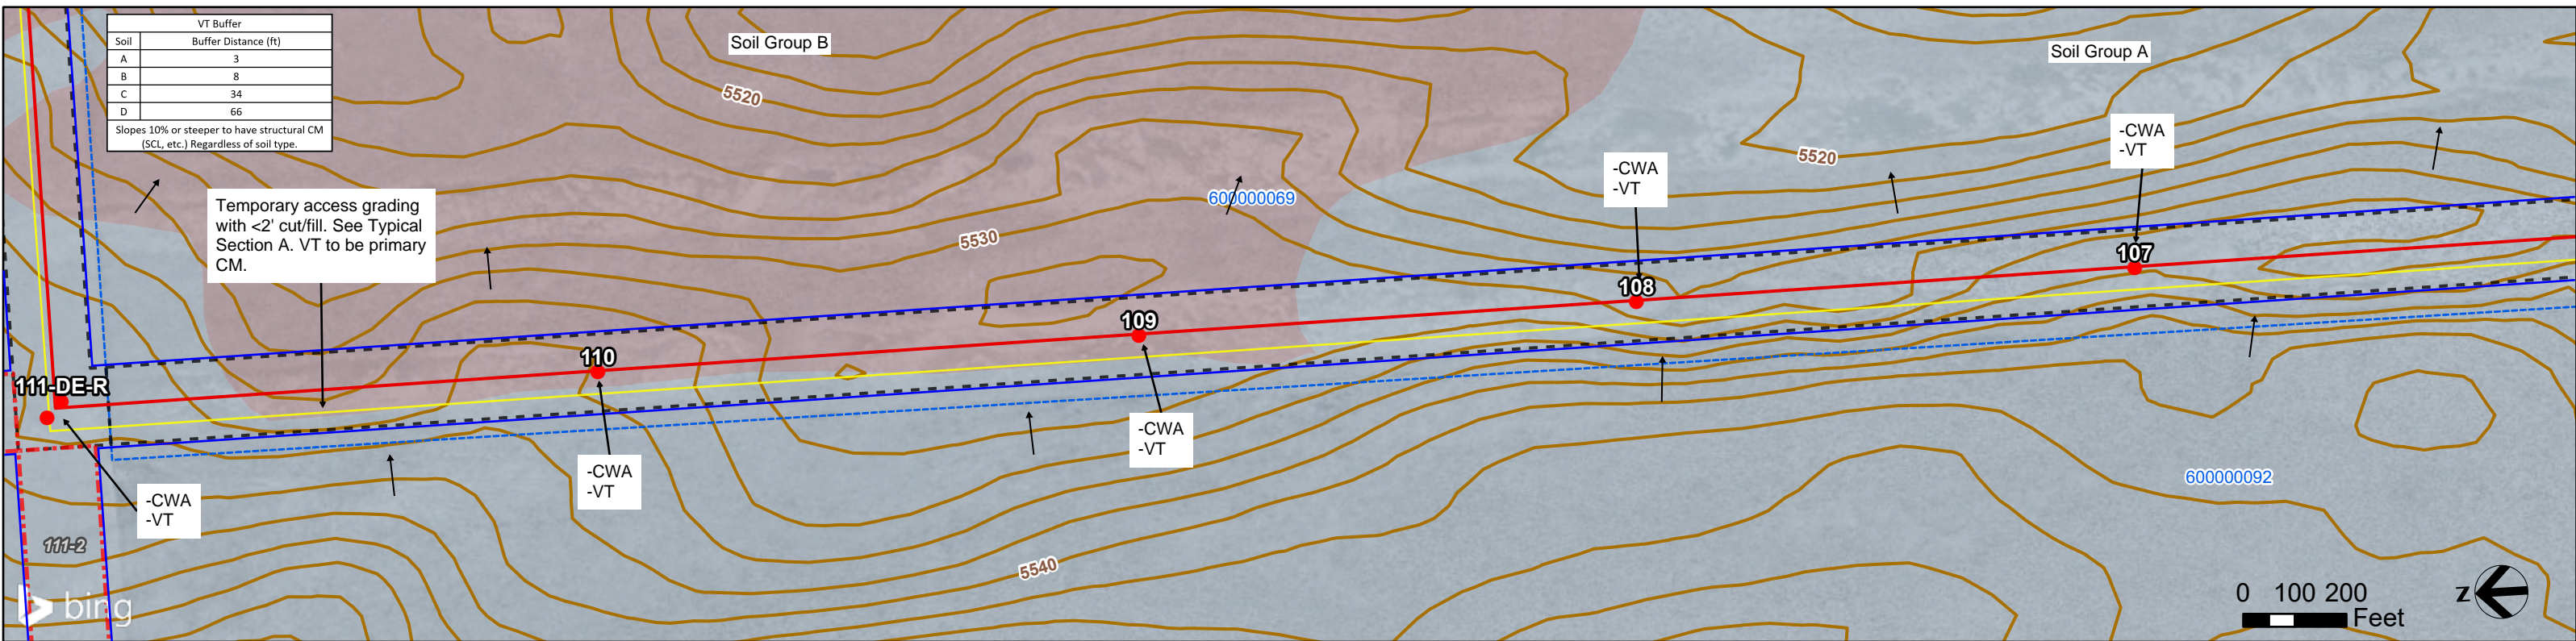 VT Buffer
Soil Buffer Distance (ft)
A 3
B 8
C 34
D 66
Slopes 10% or steeper to have structural CM
(SCL, etc.) Regardless of soil type.
Soil Group B
Soil Group A
5520
5520
-CWA
-VT
-CWA
-VT
Temporary access grading
with <2' cut/fill. See Typical
Section A. VT to be primary
CM.
600000069
5530
107
108
109
110
111-DE-R
-CWA
-VT
-CWA
-VT
-CWA
-VT
600000092
111-2
5540
bing
0 100 200
Feet
Z